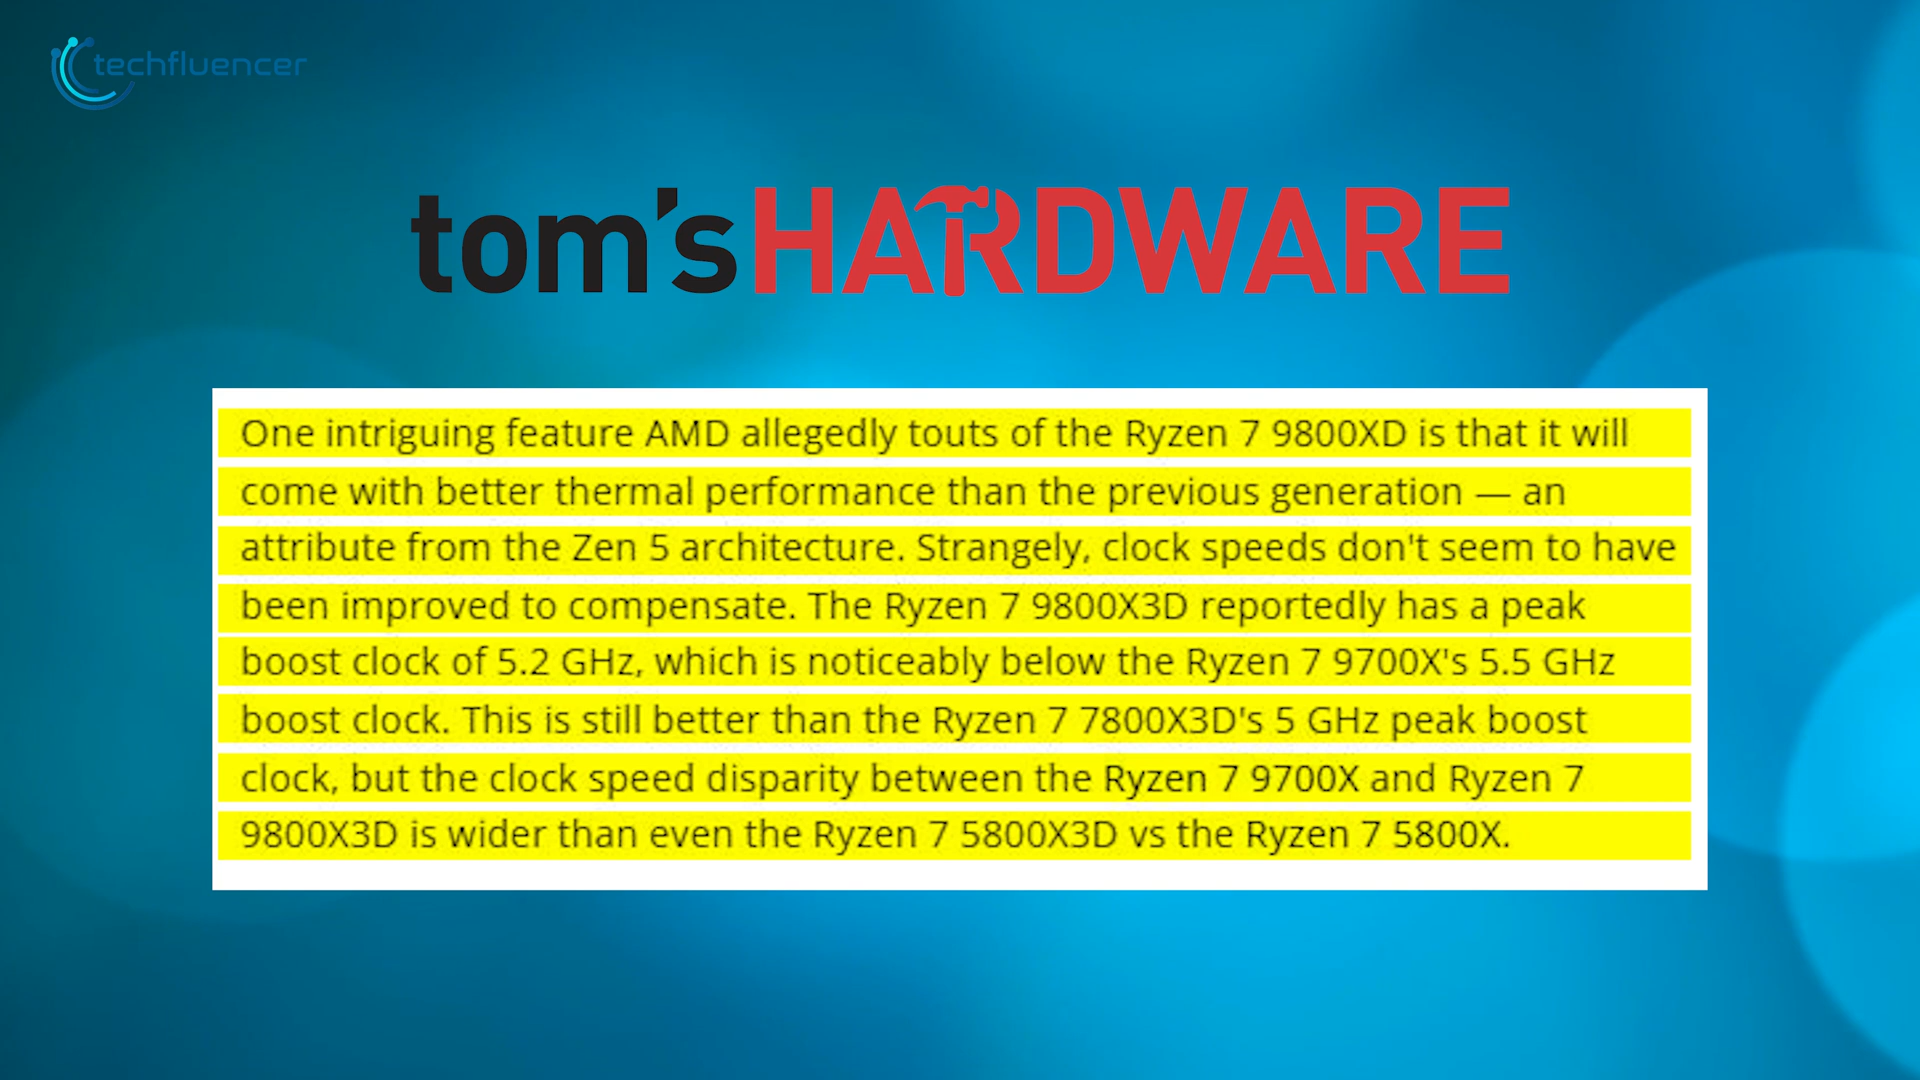 techfluencer
tom's HARDWARE
One intriguing feature AMD allegedly touts of the Ryzen 7 9800XD is that it will
come with better thermal performance than the previous generation — an
attribute from the Zen 5 architecture. Strangely, clock speeds don't seem to have
been improved to compensate. The Ryzen 7 9800X3D reportedly has a peak
boost clock of 5.2 GHz, which is noticeably below the Ryzen 7 9700X's 5.5 GHz
boost clock. This is still better than the Ryzen 7 7800X3D's 5 GHz peak boost
clock, but the clock speed disparity between the Ryzen 7 9700X and Ryzen 7
9800X3D is wider than even the Ryzen 7 5800X3D vs the Ryzen 7 5800X.